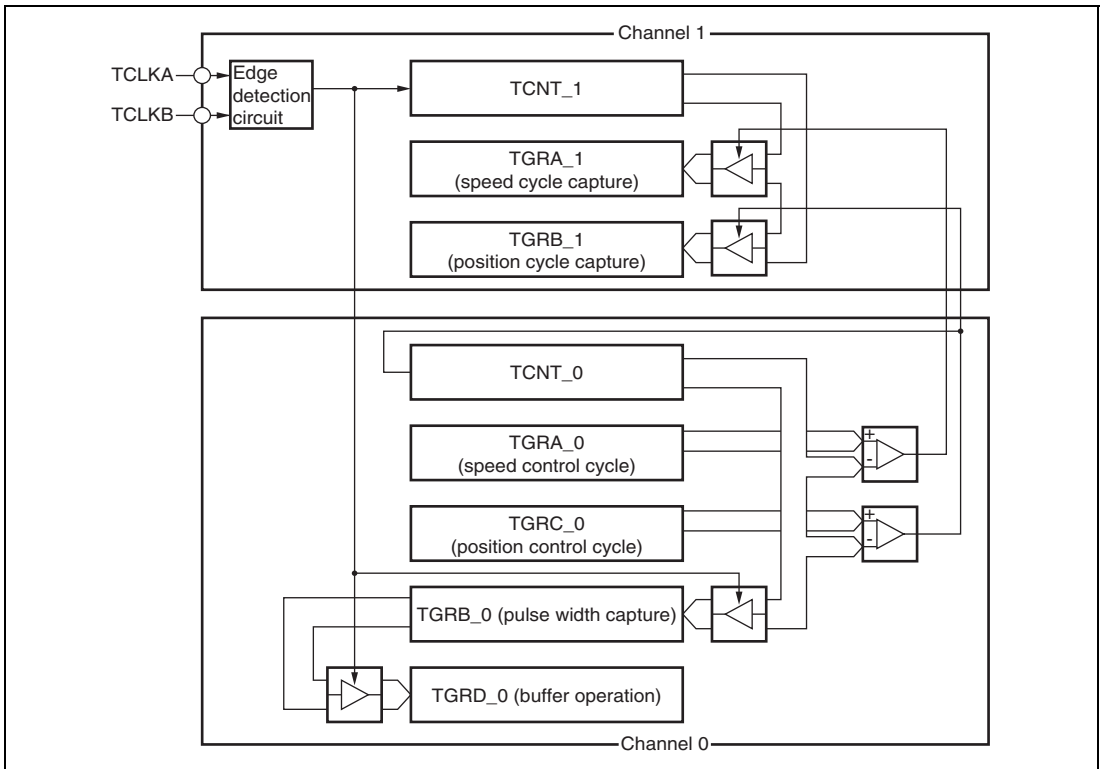 Channel 1
TCLKA
TCLKB
Edge
detection
circuit
TCNT_1
TGRA_1
(speed cycle capture)
TGRB_1
(position cycle capture)
TCNT_0
TGRA_0
(speed control cycle)
+
-
TGRC_0
(position control cycle)
+
-
TGRB_0 (pulse width capture)
TGRD_0 (buffer operation)
Channel 0